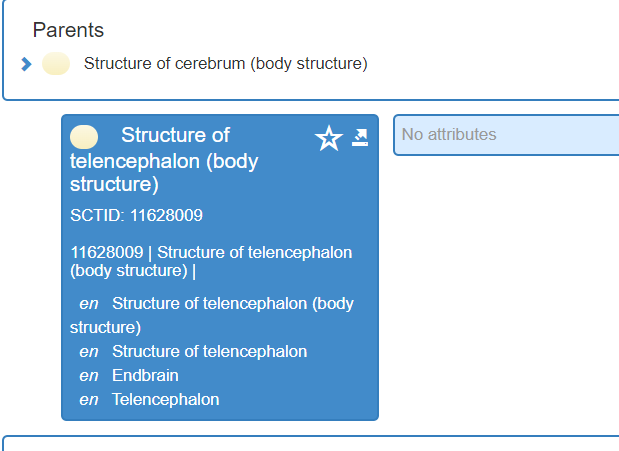 Parents
Structure of cerebrum (body structure)
Structure of
telencephalon (body
structure)
No attributes
SCTID: 11628009
11628009 | Structure of telencephalon
(body structure) |
en Structure of telencephalon (body
structure)
en Structure of telencephalon
en Endbrain
en Telencephalon